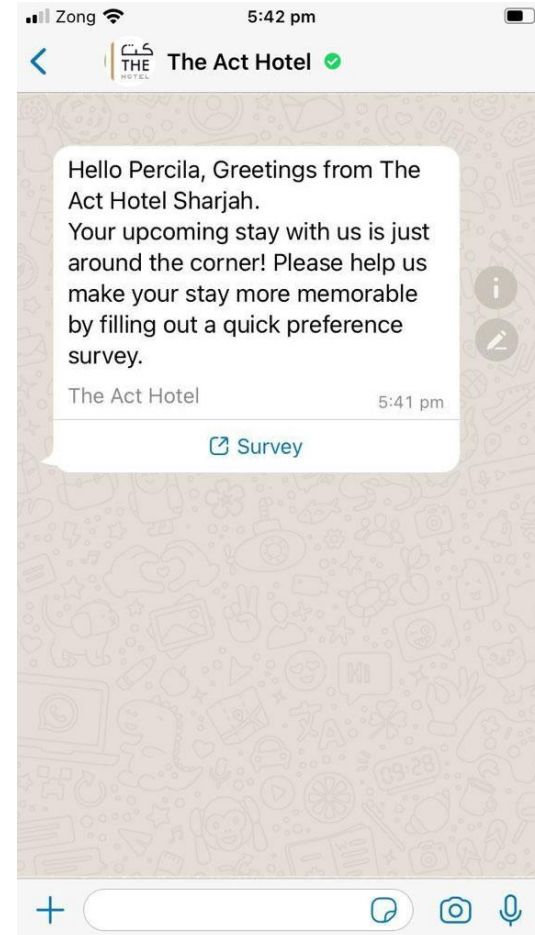 Zong 5:42 pm
THE
HOTEL
The Act Hotel
Hello Percila, Greetings from The
Act Hotel Sharjah.
Your upcoming stay with us is just
around the corner! Please help us
make your stay more memorable
by filling out a quick preference
survey.
The Act Hotel 5:41 pm
Survey